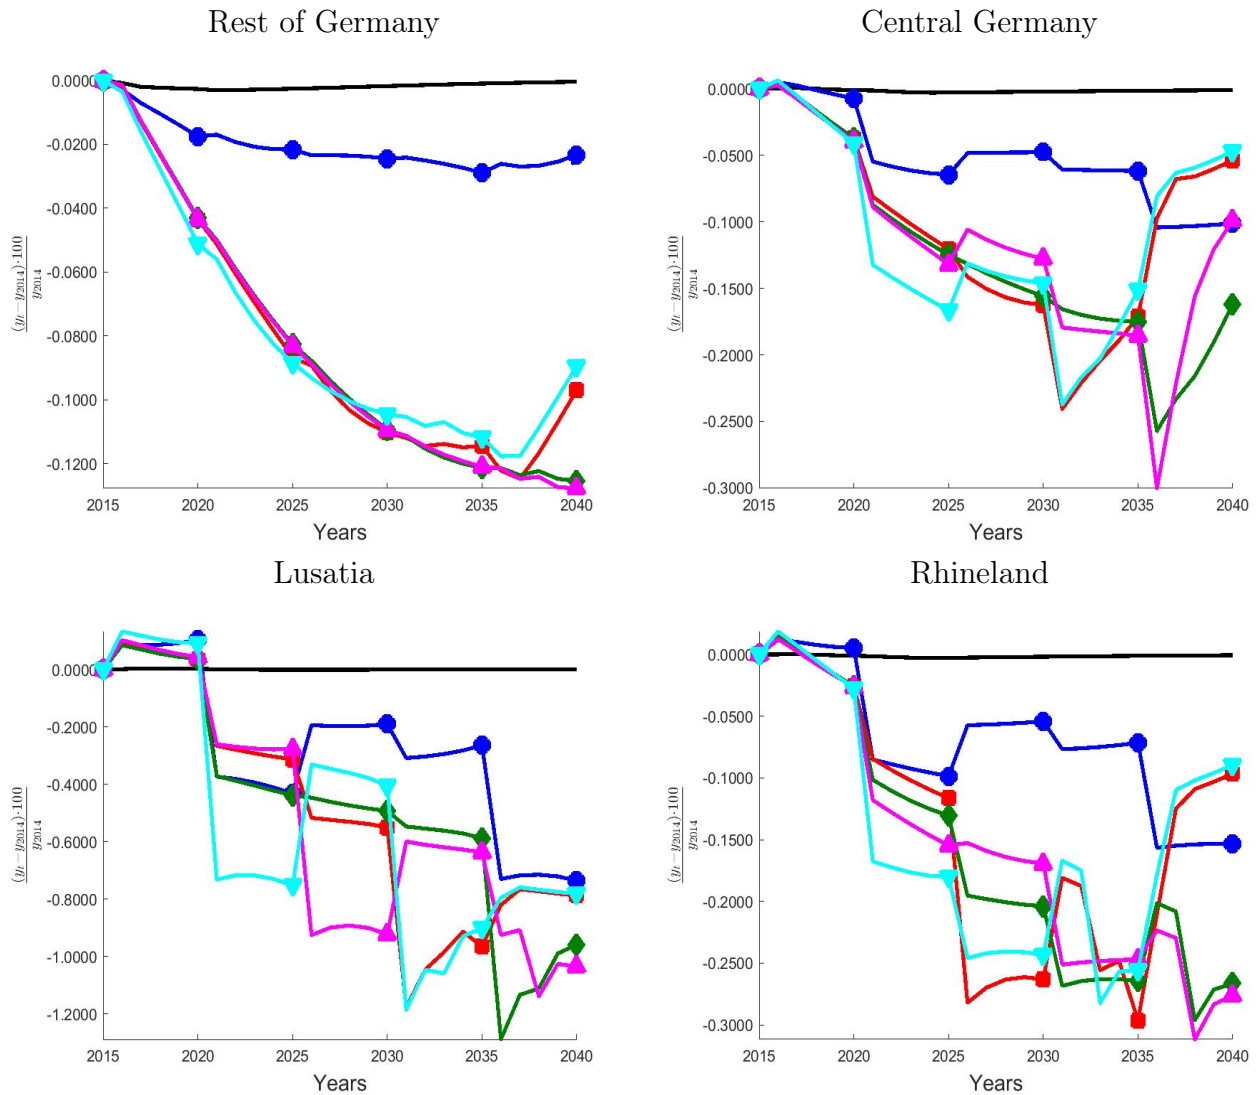 Rest of Germany
0.0000
-0.0200
-0.0400
-0.0600
-0.0800
-0.1000
-0.1200
(y_t−y_2014)·100
y_2014
2015 2020 2025 2030 2035 2040
Years
Central Germany
0.0000
-0.0500
-0.1000
-0.1500
-0.2000
-0.2500
-0.3000
(y_t−y_2014)·100
y_2014
2015 2020 2025 2030 2035 2040
Years
Lusatia
0.0000
-0.2000
-0.4000
-0.6000
-0.8000
-1.0000
-1.2000
(y_t−y_2014)·100
y_2014
2015 2020 2025 2030 2035 2040
Years
Rhineland
0.0000
-0.0500
-0.1000
-0.1500
-0.2000
-0.2500
-0.3000
(y_t−y_2014)·100
y_2014
2015 2020 2025 2030 2035 2040
Years